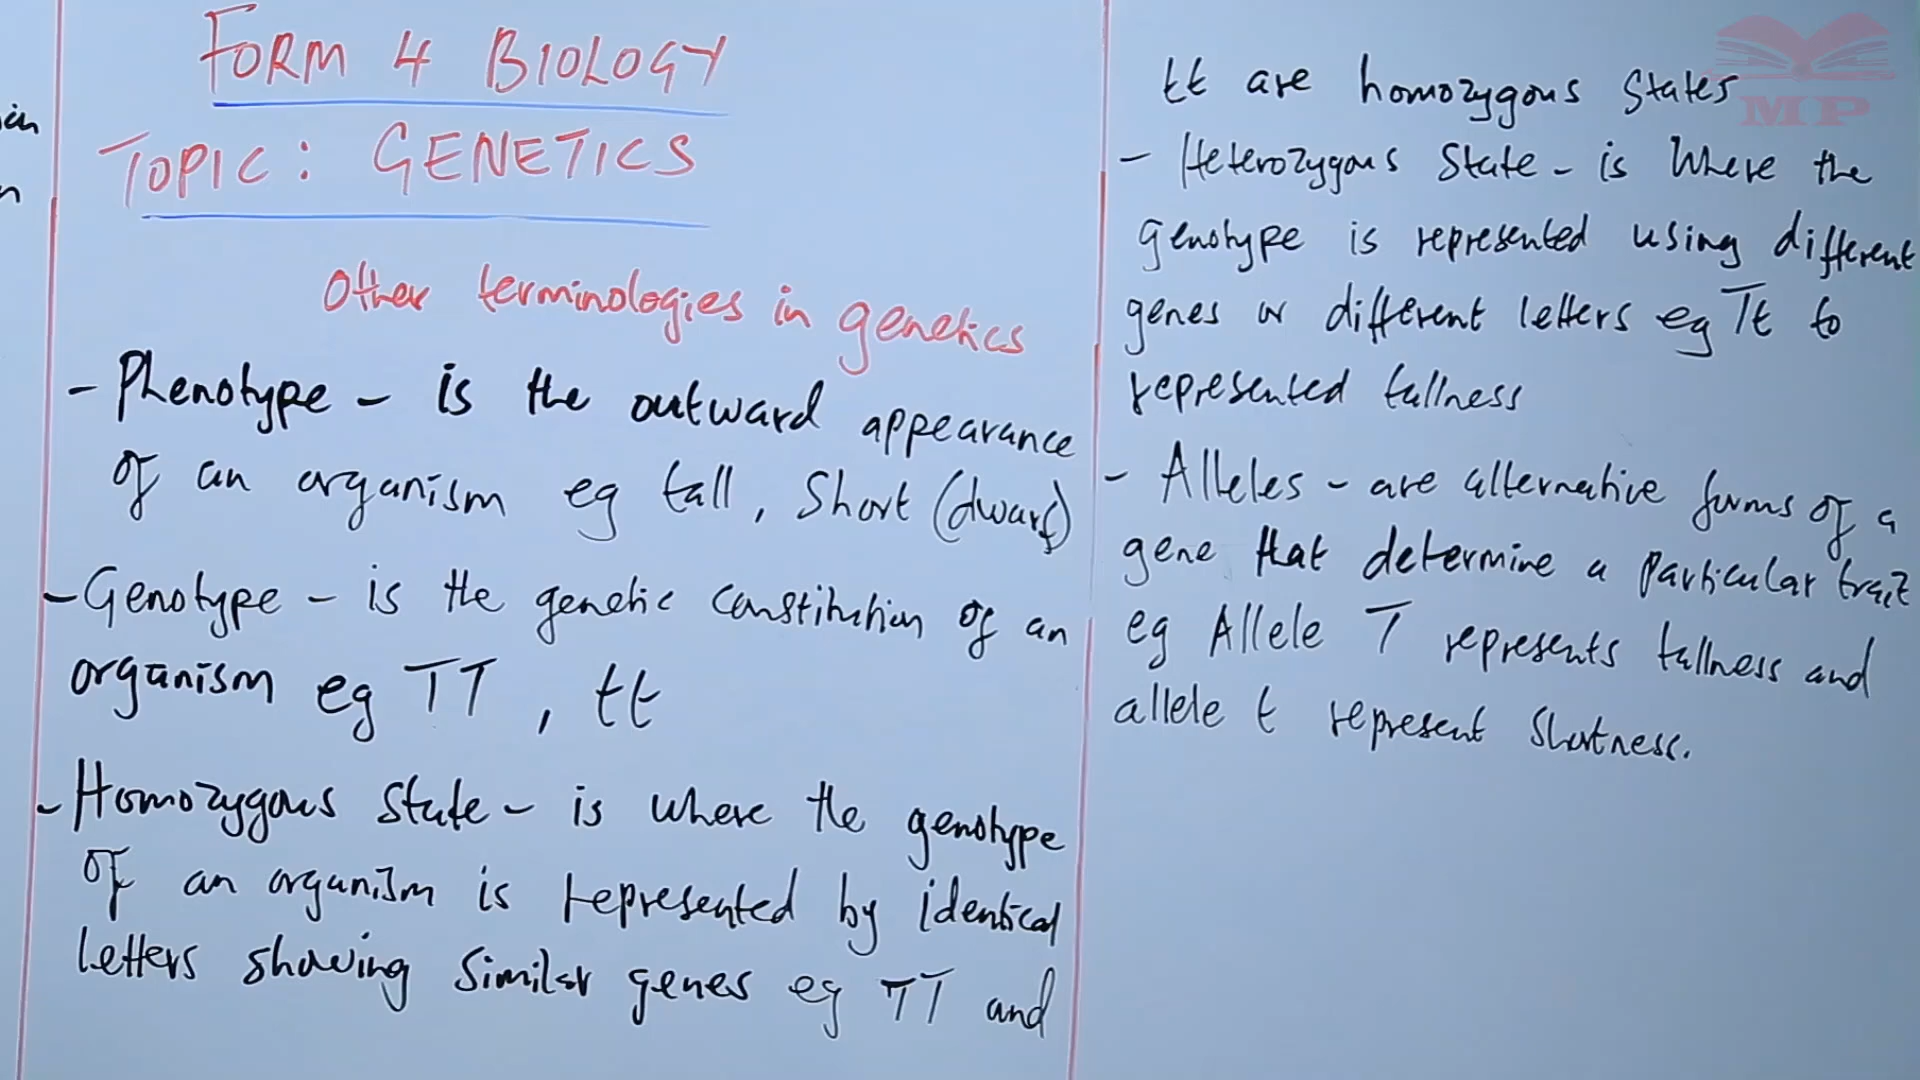 FORM 4 BIOLOGY
TOPIC: GENETICS
Other terminologies in genetics
- Phenotype - is the outward appearance
of an organism eg tall, Short (dwarf)
- Genotype - is the genetic constitution of an
organism eg TT, tt
- Homozygous State - is where the genotype
of an organism is represented by identical
letters showing similar genes eg TT and
tt are homozygous States
- Heterozygous State - is Where the
genotype is represented using different
genes or different letters eg Tt to
represented tallness
- Alleles - are alternative forms of a
gene that determine a particular trait
eg Allele T represents tallness and
allele t represent Shortness.
MP